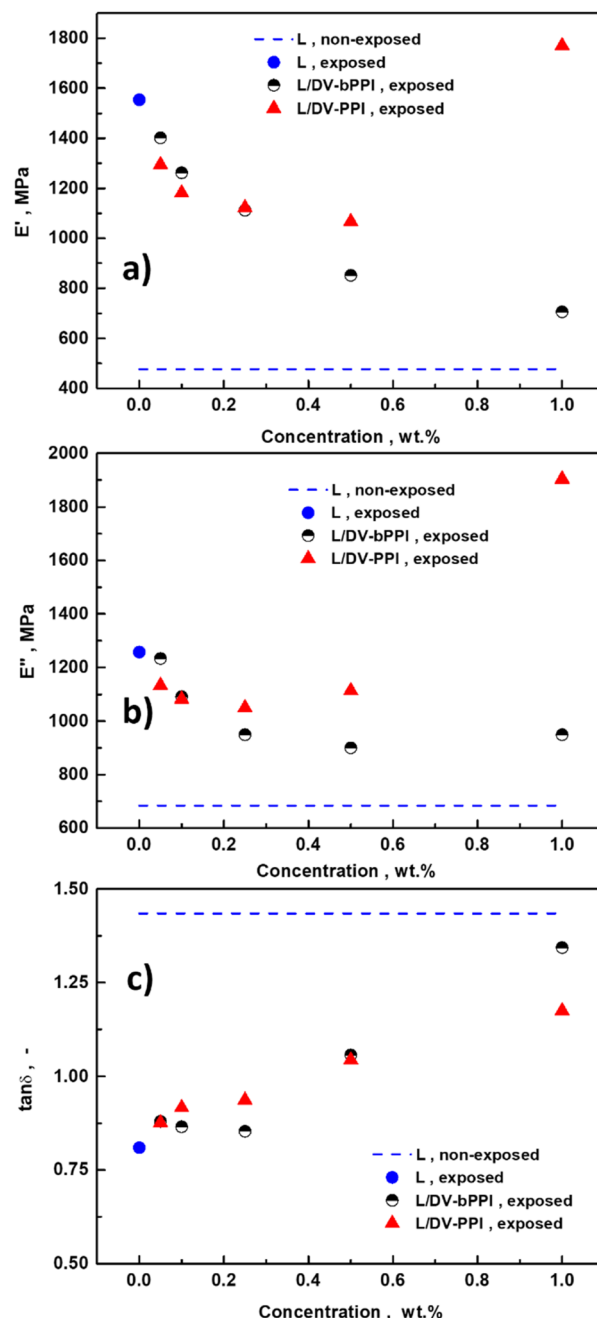 1800
1600
1400
1200
1000
800
600
400
E' , MPa
L , non-exposed
L , exposed
L/DV-bPPI , exposed
L/DV-PPI , exposed
a)
0.0 0.2 0.4 0.6 0.8 1.0
Concentration , wt.%
2000
1800
1600
1400
1200
1000
800
600
E'' , MPa
L , non-exposed
L , exposed
L/DV-bPPI , exposed
L/DV-PPI , exposed
b)
0.0 0.2 0.4 0.6 0.8 1.0
Concentration , wt.%
1.50
1.25
1.00
0.75
0.50
tanδ , -
c)
L , non-exposed
L , exposed
L/DV-bPPI , exposed
L/DV-PPI , exposed
0.0 0.2 0.4 0.6 0.8 1.0
Concentration , wt.%